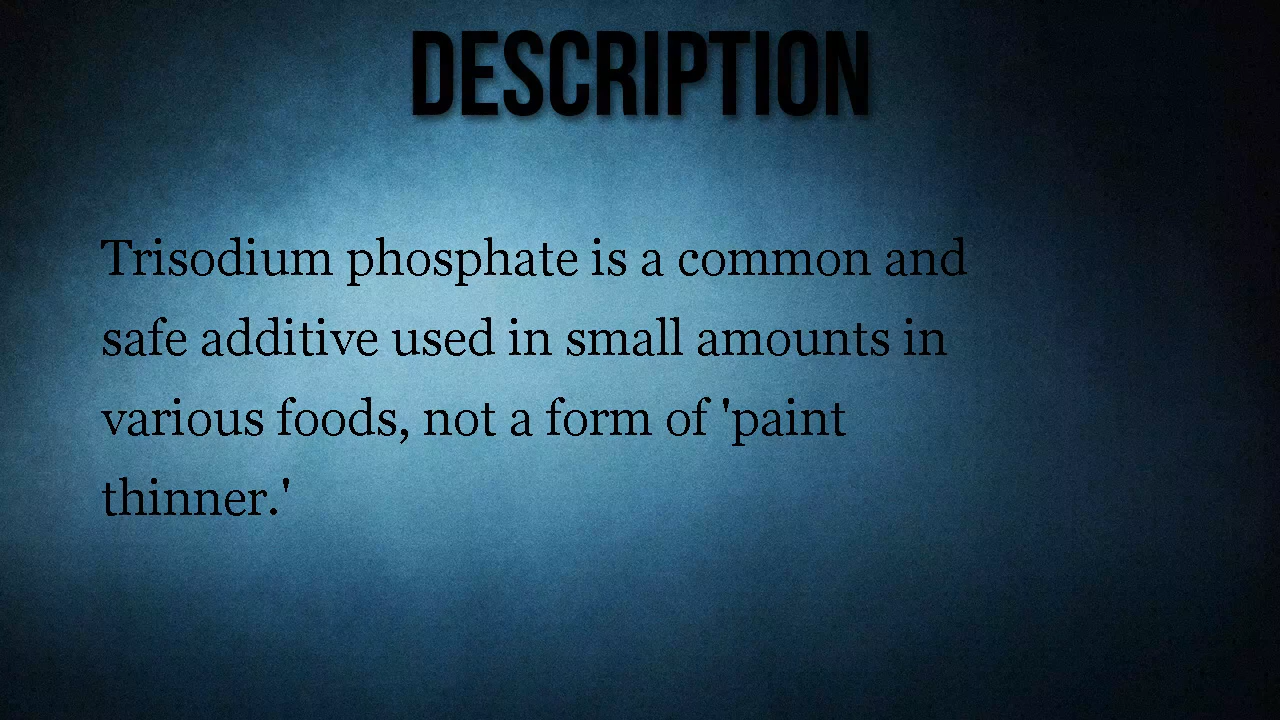 DESCRIPTION
Trisodium phosphate is a common and
safe additive used in small amounts in
various foods, not a form of 'paint
thinner.'